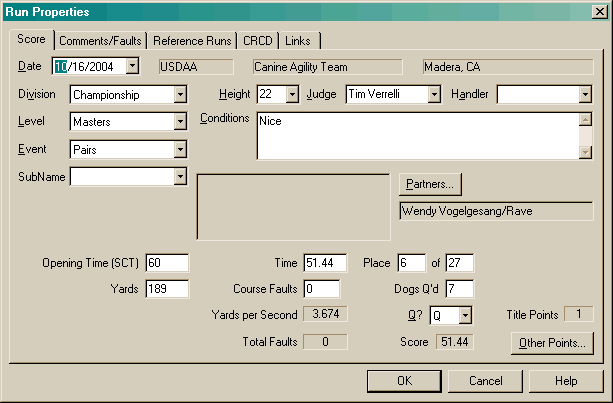 Run Properties
Score Comments/Faults Reference Runs CRCD Links
Date 10/16/2004 USDAA Canine Agility Team Madera, CA
Division Championship Height 22 Judge Tim Verrelli Handler
Level Masters Conditions Nice
Event Pairs
SubName
Partners...
Wendy Vogelgesang/Rave
Opening Time (SCT) 60 Time 51.44 Place 6 of 27
Yards 189 Course Faults 0 Dogs Q'd 7
Yards per Second 3.674 Q? Q Title Points 1
Total Faults 0 Score 51.44 Other Points...
OK Cancel Help